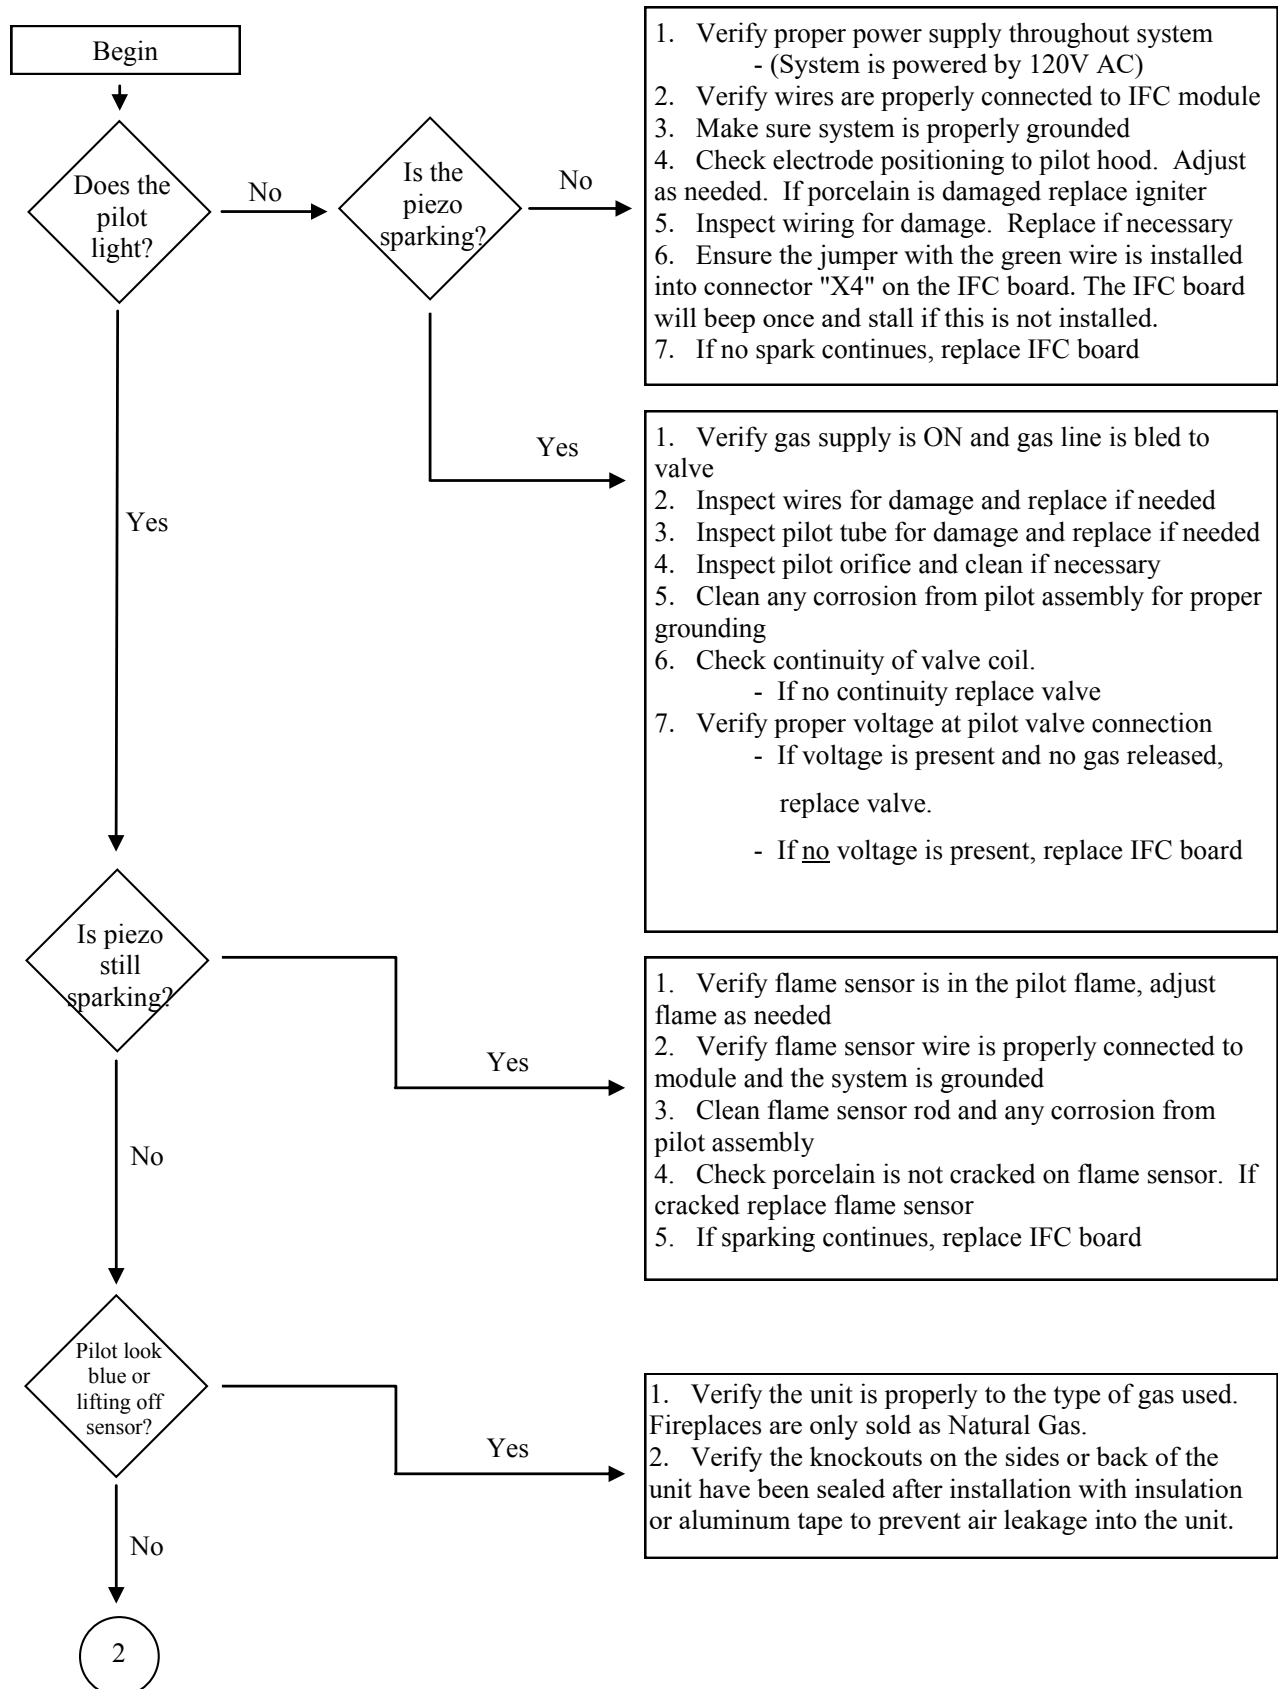 Begin
Does the
pilot
light?
No
Is the
piezo
sparking?
No
1. Verify proper power supply throughout system
- (System is powered by 120V AC)
2. Verify wires are properly connected to IFC module
3. Make sure system is properly grounded
4. Check electrode positioning to pilot hood. Adjust
as needed. If porcelain is damaged replace igniter
5. Inspect wiring for damage. Replace if necessary
6. Ensure the jumper with the green wire is installed
into connector "X4" on the IFC board. The IFC board
will beep once and stall if this is not installed.
7. If no spark continues, replace IFC board
Yes
1. Verify gas supply is ON and gas line is bled to
valve
2. Inspect wires for damage and replace if needed
3. Inspect pilot tube for damage and replace if needed
4. Inspect pilot orifice and clean if necessary
5. Clean any corrosion from pilot assembly for proper
grounding
6. Check continuity of valve coil.
- If no continuity replace valve
7. Verify proper voltage at pilot valve connection
- If voltage is present and no gas released,
replace valve.
- If no voltage is present, replace IFC board
Yes
Is piezo
still
sparking?
Yes
1. Verify flame sensor is in the pilot flame, adjust
flame as needed
2. Verify flame sensor wire is properly connected to
module and the system is grounded
3. Clean flame sensor rod and any corrosion from
pilot assembly
4. Check porcelain is not cracked on flame sensor. If
cracked replace flame sensor
5. If sparking continues, replace IFC board
No
Pilot look
blue or
lifting off
sensor?
Yes
1. Verify the unit is properly to the type of gas used.
Fireplaces are only sold as Natural Gas.
2. Verify the knockouts on the sides or back of the
unit have been sealed after installation with insulation
or aluminum tape to prevent air leakage into the unit.
No
2